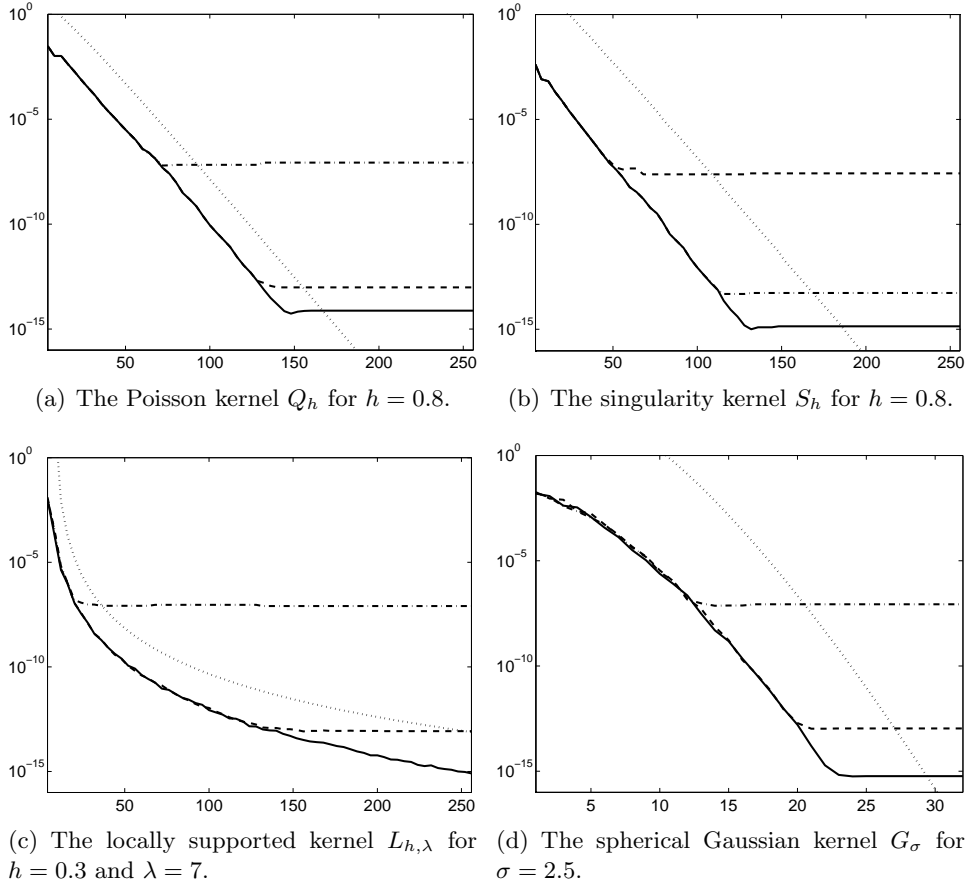 10^0
10^−5
10^−10
10^−15
50 100 150 200 250
(a) The Poisson kernel Q_h for h = 0.8.
10^0
10^−5
10^−10
10^−15
50 100 150 200 250
(b) The singularity kernel S_h for h = 0.8.
10^0
10^−5
10^−10
10^−15
50 100 150 200 250
(c) The locally supported kernel L_{h,λ} for
h = 0.3 and λ = 7.
10^0
10^−5
10^−10
10^−15
5 10 15 20 25 30
(d) The spherical Gaussian kernel G_σ for
σ = 2.5.